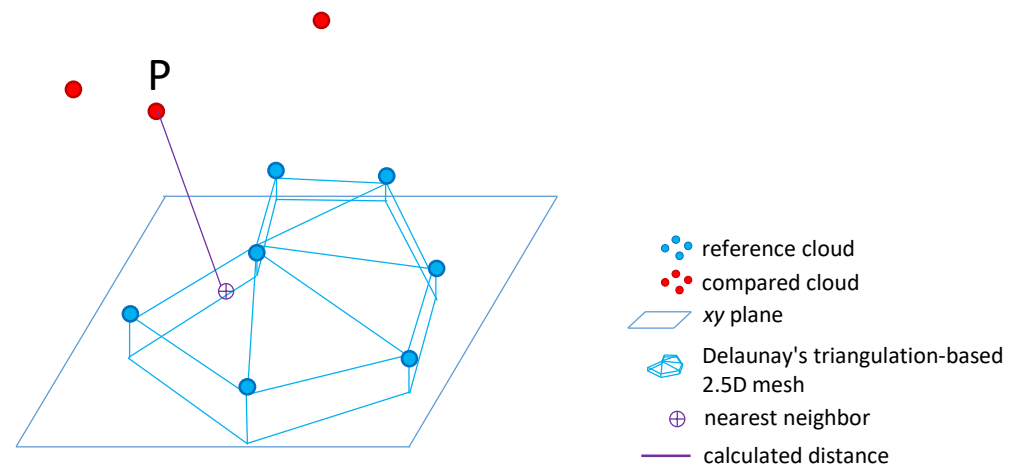 P
reference cloud
compared cloud
xy plane
Delaunay's triangulation-based
2.5D mesh
nearest neighbor
calculated distance